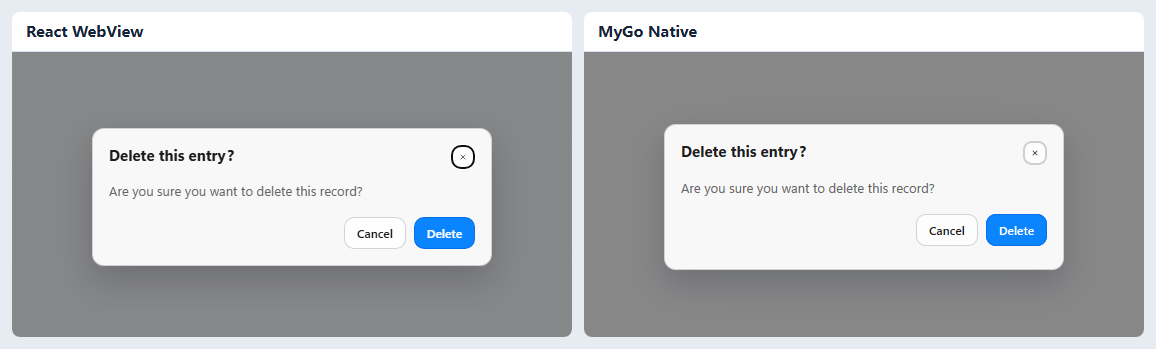 React WebView
Delete this entry?
×
Are you sure you want to delete this record?
Cancel
Delete
MyGo Native
Delete this entry?
×
Are you sure you want to delete this record?
Cancel
Delete